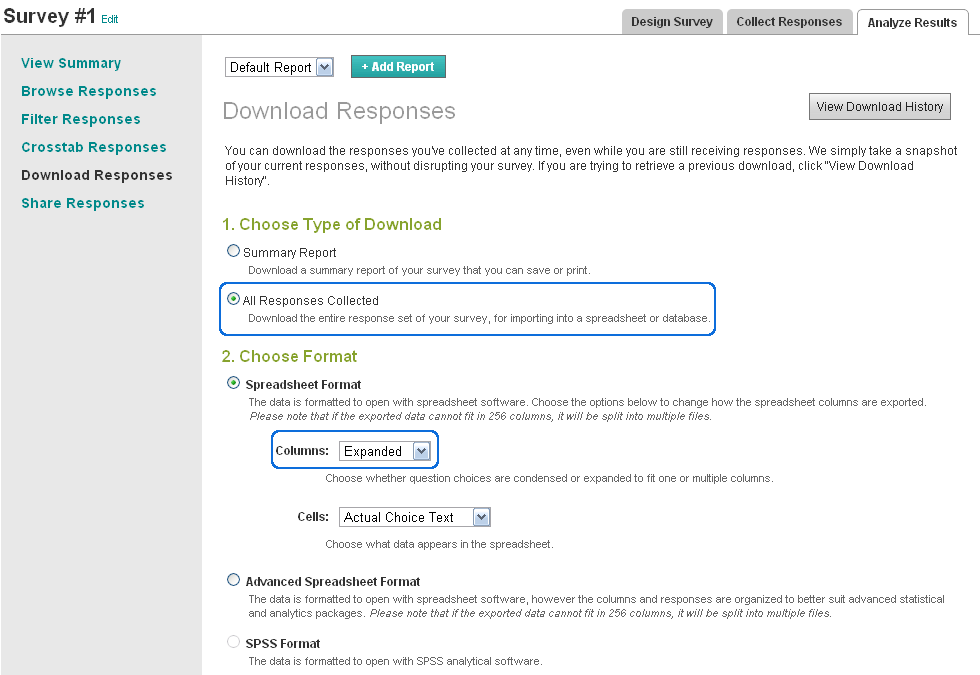 Survey #1 Edit
Design Survey
Collect Responses
Analyze Results
View Summary
Browse Responses
Filter Responses
Crosstab Responses
Download Responses
Share Responses
Default Report
+ Add Report
Download Responses
View Download History
You can download the responses you've collected at any time, even while you are still receiving responses. We simply take a snapshot
of your current responses, without disrupting your survey. If you are trying to retrieve a previous download, click "View Download
History".
1. Choose Type of Download
Summary Report
Download a summary report of your survey that you can save or print.
All Responses Collected
Download the entire response set of your survey, for importing into a spreadsheet or database.
2. Choose Format
Spreadsheet Format
The data is formatted to open with spreadsheet software. Choose the options below to change how the spreadsheet columns are exported.
Please note that if the exported data cannot fit in 256 columns, it will be split into multiple files.
Columns: Expanded
Choose whether question choices are condensed or expanded to fit one or multiple columns.
Cells: Actual Choice Text
Choose what data appears in the spreadsheet.
Advanced Spreadsheet Format
The data is formatted to open with spreadsheet software, however the columns and responses are organized to better suit advanced statistical
and analytics packages. Please note that if the exported data cannot fit in 256 columns, it will be split into multiple files.
SPSS Format
The data is formatted to open with SPSS analytical software.